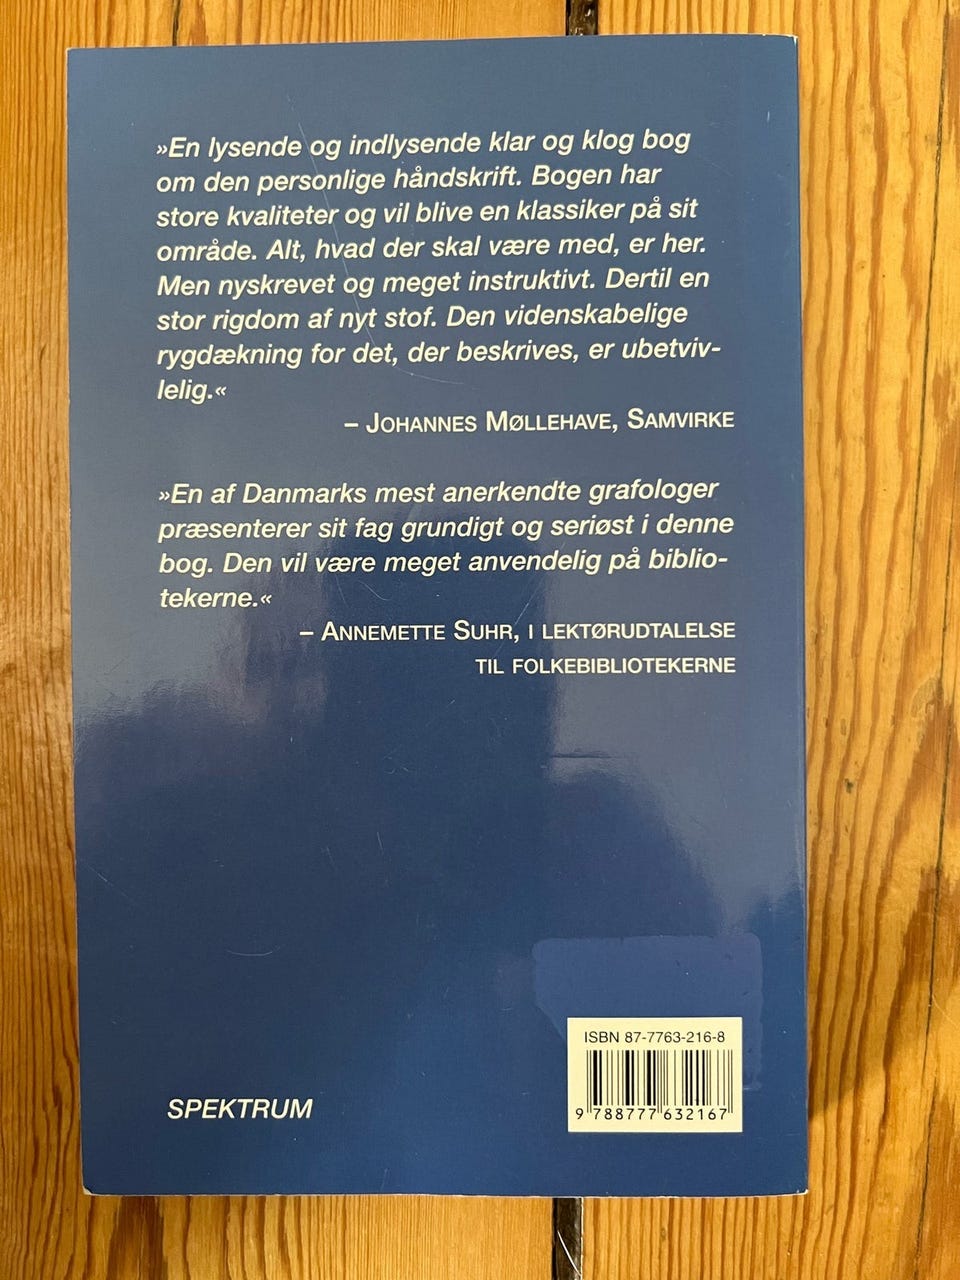 »En lysende og indlysende klar og klog bog
om den personlige håndskrift. Bogen har
store kvaliteter og vil blive en klassiker på sit
område. Alt, hvad der skal være med, er her.
Men nyskrevet og meget instruktivt. Dertil en
stor rigdom af nyt stof. Den videnskabelige
rygdækning for det, der beskrives, er ubetviv-
lelig.«
– JOHANNES MØLLEHAVE, SAMVIRKE
»En af Danmarks mest anerkendte grafologer
præsenterer sit fag grundigt og seriøst i denne
bog. Den vil være meget anvendelig på biblio-
tekerne.«
– ANNEMETTE SUHR, I LEKTØRUDTALELSE
TIL FOLKEBIBLIOTEKERNE
SPEKTRUM
ISBN 87-7763-216-8
9 788777 632167